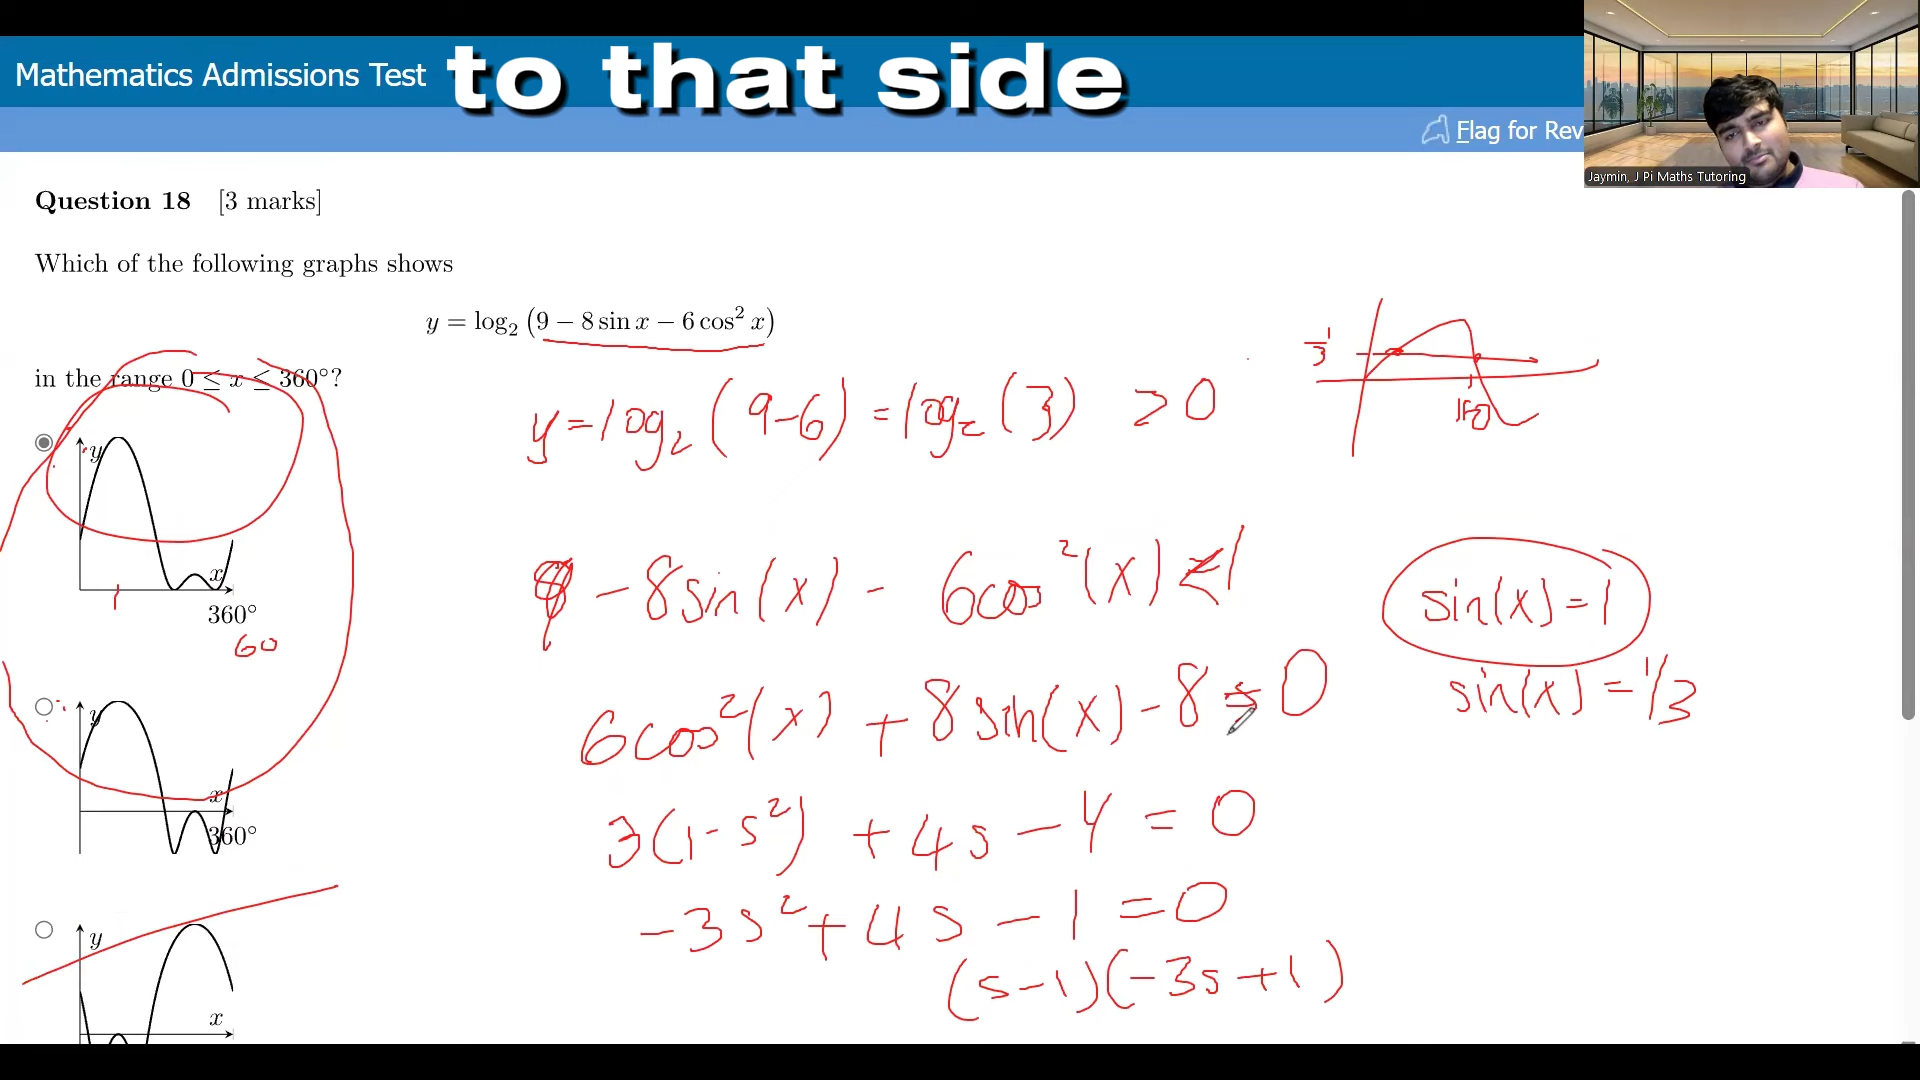 to that side
Mathematics Admissions Test
Flag for Rev
Jaymin, J Pi Maths Tutoring
Question 18 [3 marks]
Which of the following graphs shows
y = log₂ (9 − 8 sin x − 6 cos² x)
in the range 0 ≤ x ≤ 360°?
1/3
180
y = log₂ (9-6) = log₂ (3) > 0
y
x
360°
60
9 - 8sin(x) - 6cos²(x) < 1
sin(x) = 1
sin(x) = 1/3
6cos²(x) + 8sin(x) - 8 = 0
y
x
360°
3(1-s²) + 4s - 4 = 0
-3s² + 4s - 1 = 0
(s-1)(-3s+1)
y
x